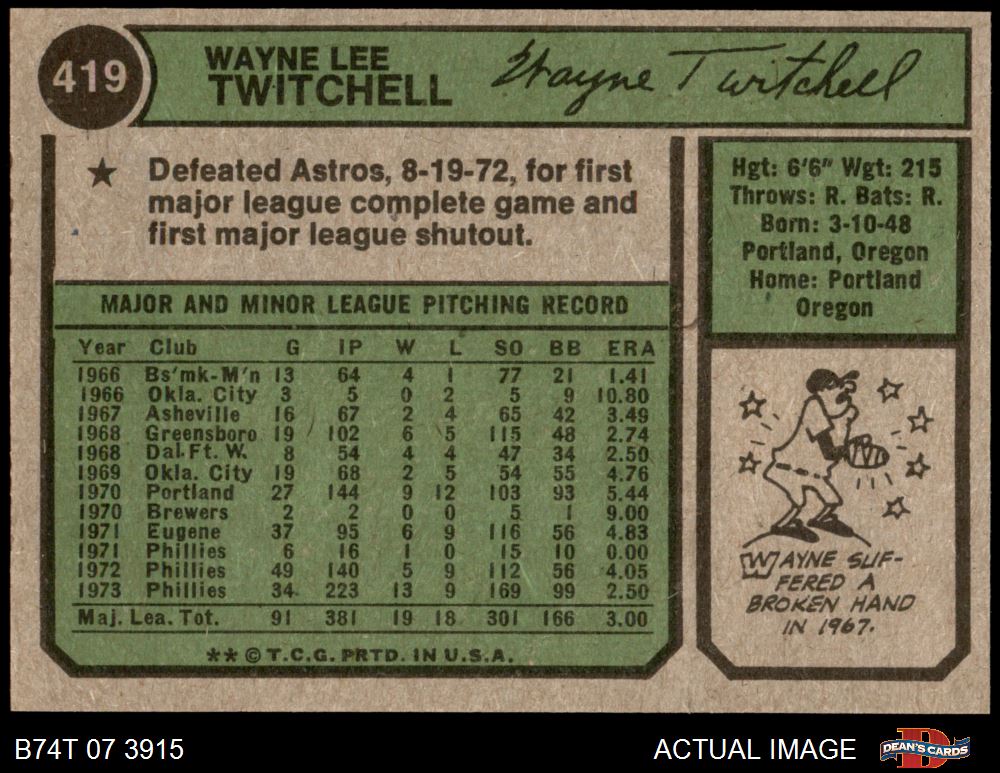 419
WAYNE LEE
TWITCHELL
Wayne Twitchell
★ Defeated Astros, 8-19-72, for first
major league complete game and
first major league shutout.
Hgt: 6'6" Wgt: 215
Throws: R. Bats: R.
Born: 3-10-48
Portland, Oregon
Home: Portland
Oregon
MAJOR AND MINOR LEAGUE PITCHING RECORD
Year Club G IP W L SO BB ERA
1966 Bs'mk-M'n 13 64 4 1 77 21 1.41
1966 Okla. City 3 5 0 2 5 9 10.80
1967 Asheville 16 67 2 4 65 42 3.49
1968 Greensboro 19 102 6 5 115 48 2.74
1968 Dal.Ft. W. 8 54 4 4 47 34 2.50
1969 Okla. City 19 68 2 5 54 55 4.76
1970 Portland 27 144 9 12 103 93 5.44
1970 Brewers 2 2 0 0 5 1 9.00
1971 Eugene 37 95 6 9 116 56 4.83
1971 Phillies 6 16 1 0 15 10 0.00
1972 Phillies 49 140 5 9 112 56 4.05
1973 Phillies 34 223 13 9 169 99 2.50
Maj. Lea. Tot. 91 381 19 18 301 166 3.00
** © T.C.G. PRTD. IN U.S.A.
WAYNE SUF-
FERED A
BROKEN HAND
IN 1967.
B74T 07 3915
ACTUAL IMAGE
DEAN'S CARDS